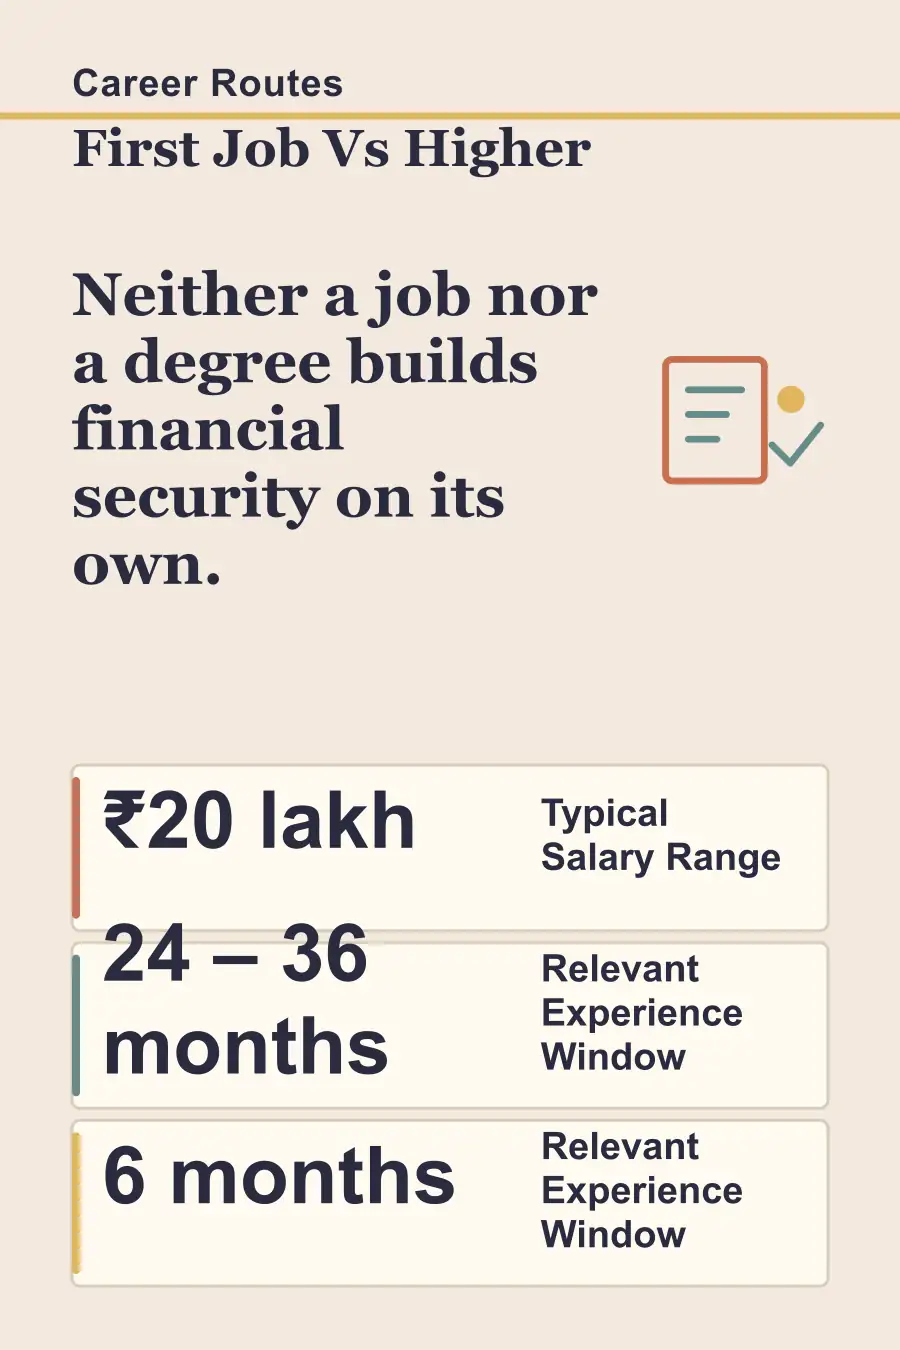 Career Routes
First Job Vs Higher
Neither a job nor
a degree builds
financial
security on its
own.
₹20 lakh
Typical
Salary Range
24 – 36
months
Relevant
Experience
Window
6 months
Relevant
Experience
Window